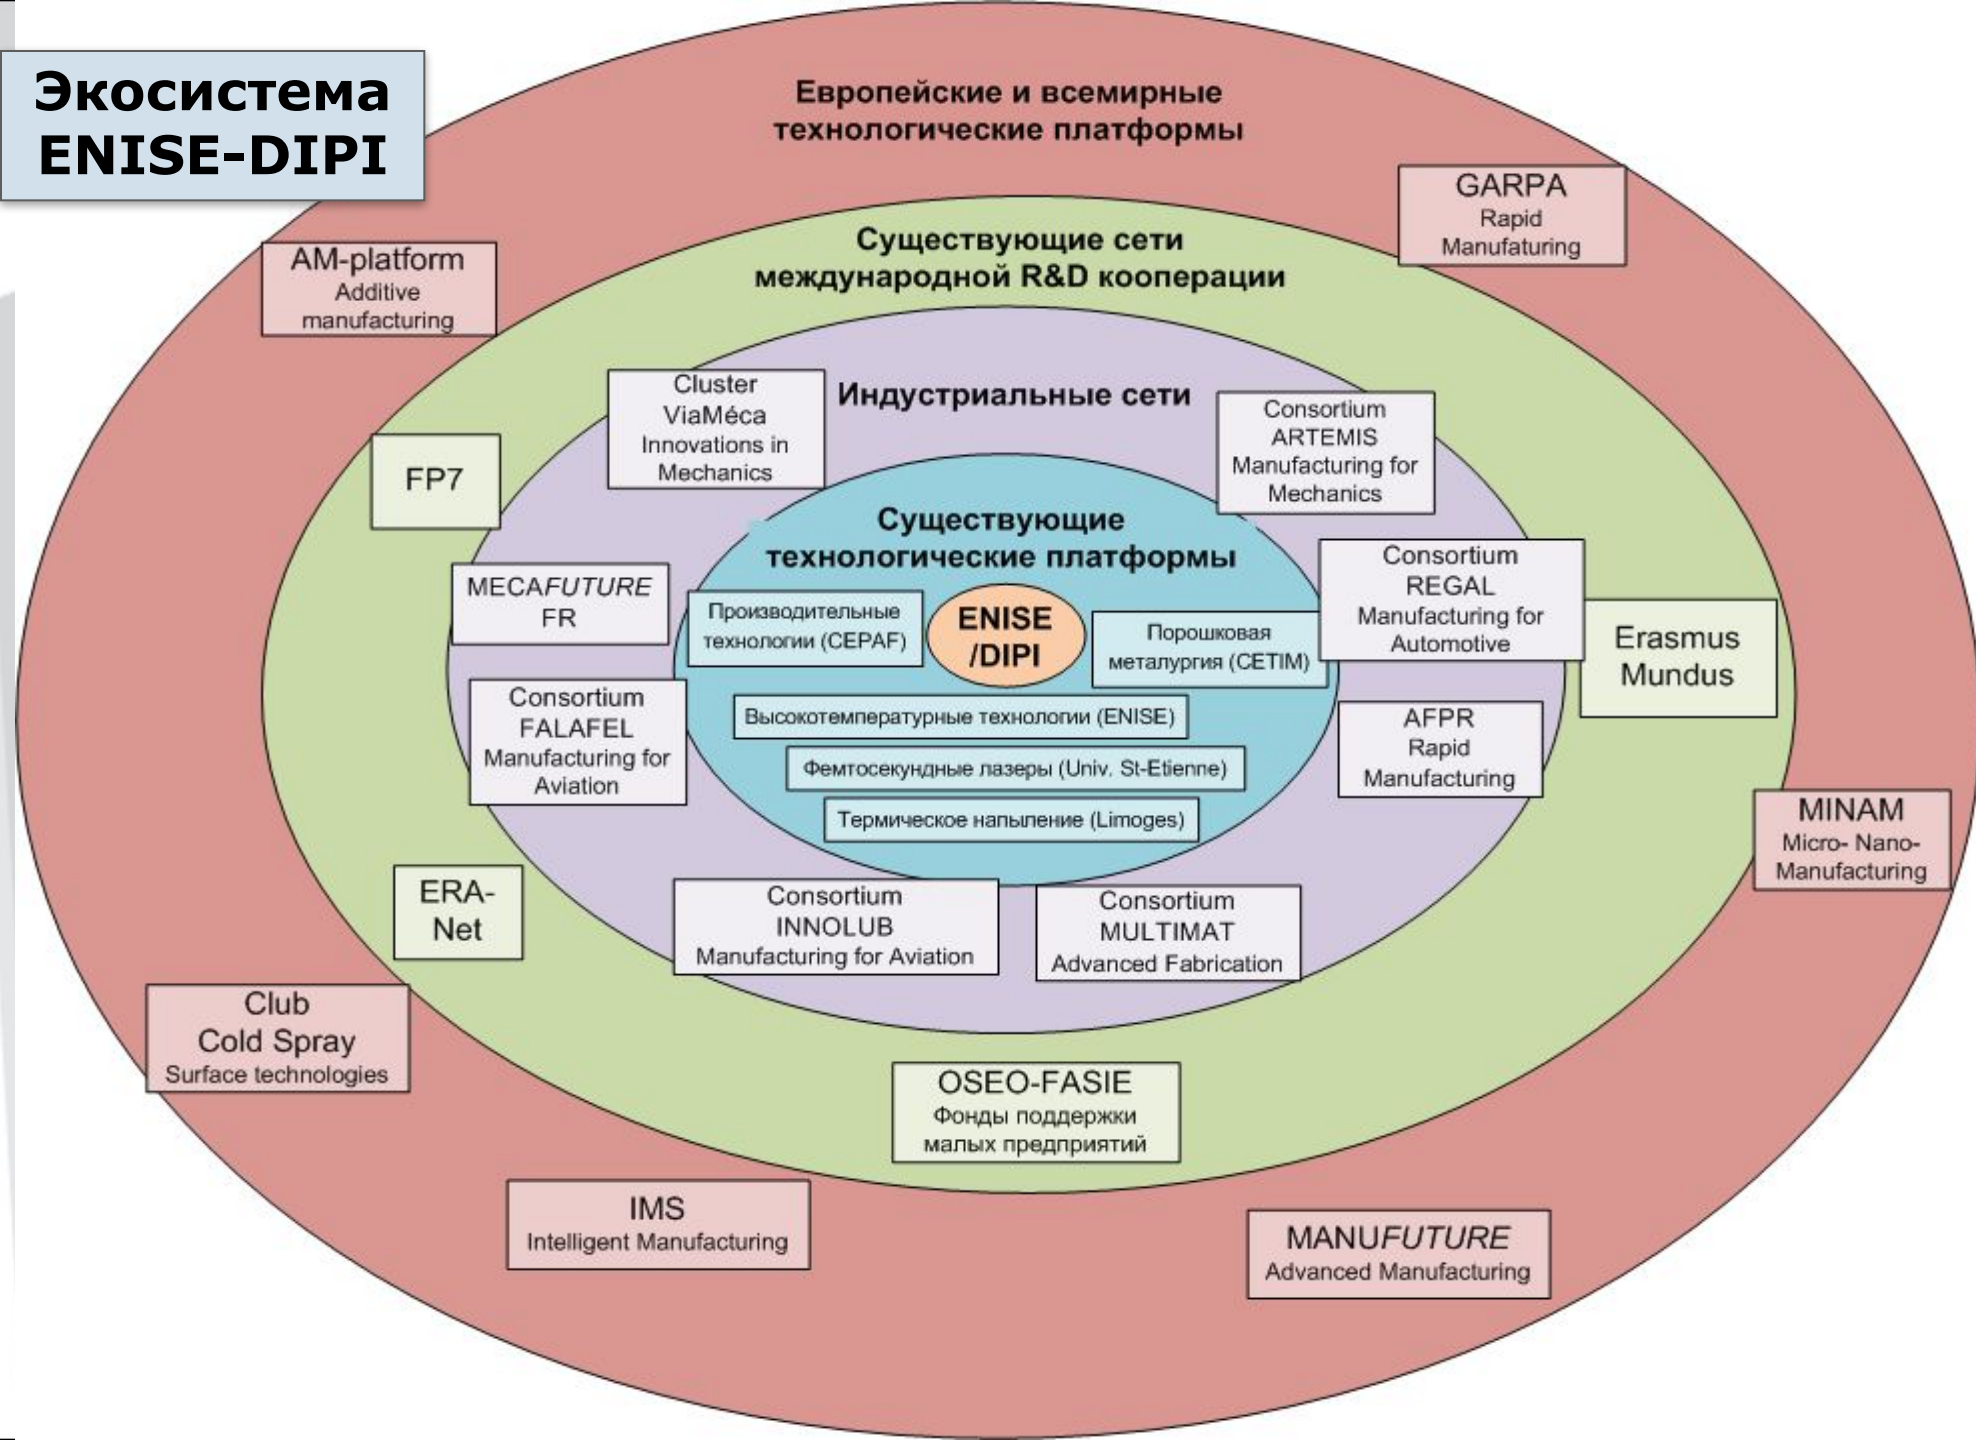 Экосистема
ENISE-DIPI
Европейские и всемирные
технологические платформы
GARPA
Rapid
Manufaturing
AM-platform
Additive
manufacturing
Существующие сети
международной R&D кооперации
Индустриальные сети
Cluster
ViaMéca
Innovations in
Mechanics
Consortium
ARTEMIS
Manufacturing for
Mechanics
FP7
Существующие
технологические платформы
MECAFUTURE
FR
Производительные
технологии (CEPAF)
ENISE
/DIPI
Порошковая
металургия (CETIM)
Consortium
REGAL
Manufacturing for
Automotive
Erasmus
Mundus
Consortium
FALAFEL
Manufacturing for
Aviation
Высокотемпературные технологии (ENISE)
Фемтосекундные лазеры (Univ. St-Etienne)
Термическое напыление (Limoges)
AFPR
Rapid
Manufacturing
MINAM
Micro- Nano-
Manufacturing
ERA-
Net
Consortium
INNOLUB
Manufacturing for Aviation
Consortium
MULTIMAT
Advanced Fabrication
Club
Cold Spray
Surface technologies
OSEO-FASIE
Фонды поддержки
малых предприятий
IMS
Intelligent Manufacturing
MANUFUTURE
Advanced Manufacturing